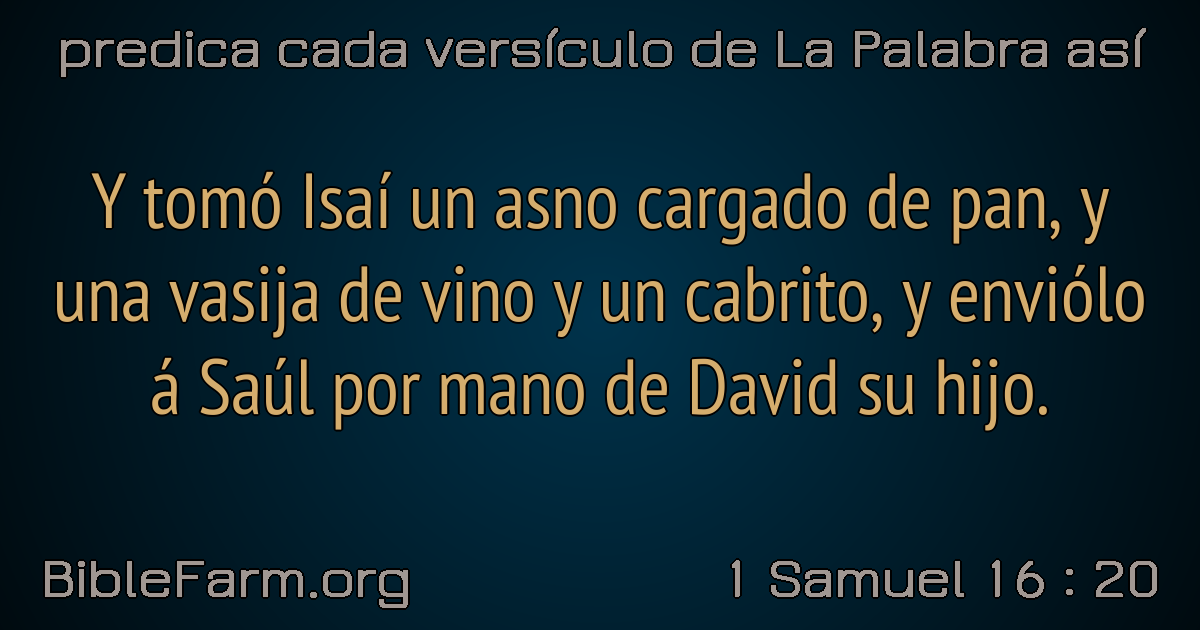 predica cada versículo de La Palabra así
Y tomó Isaí un asno cargado de pan, y
una vasija de vino y un cabrito, y enviólo
á Saúl por mano de David su hijo.
BibleFarm.org
1 Samuel 16 : 20